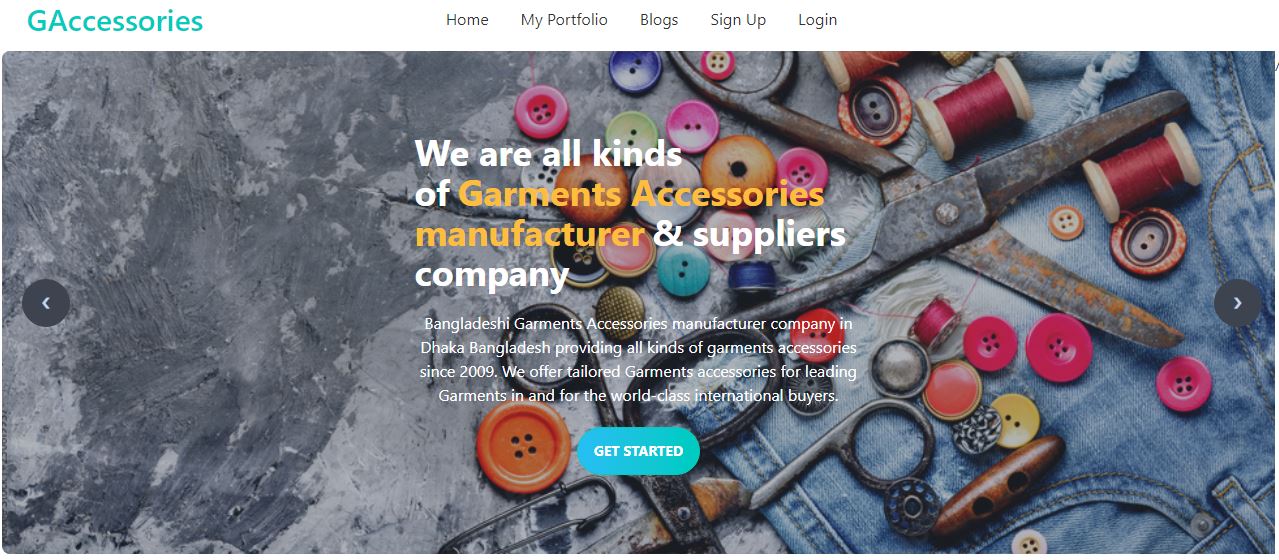 GAccessories
Home My Portfolio Blogs Sign Up Login
We are all kinds
of Garments Accessories
manufacturer & suppliers
company
Bangladeshi Garments Accessories manufacturer company in
Dhaka Bangladesh providing all kinds of garments accessories
since 2009. We offer tailored Garments accessories for leading
Garments in and for the world-class international buyers.
❮ ❯
GET STARTED